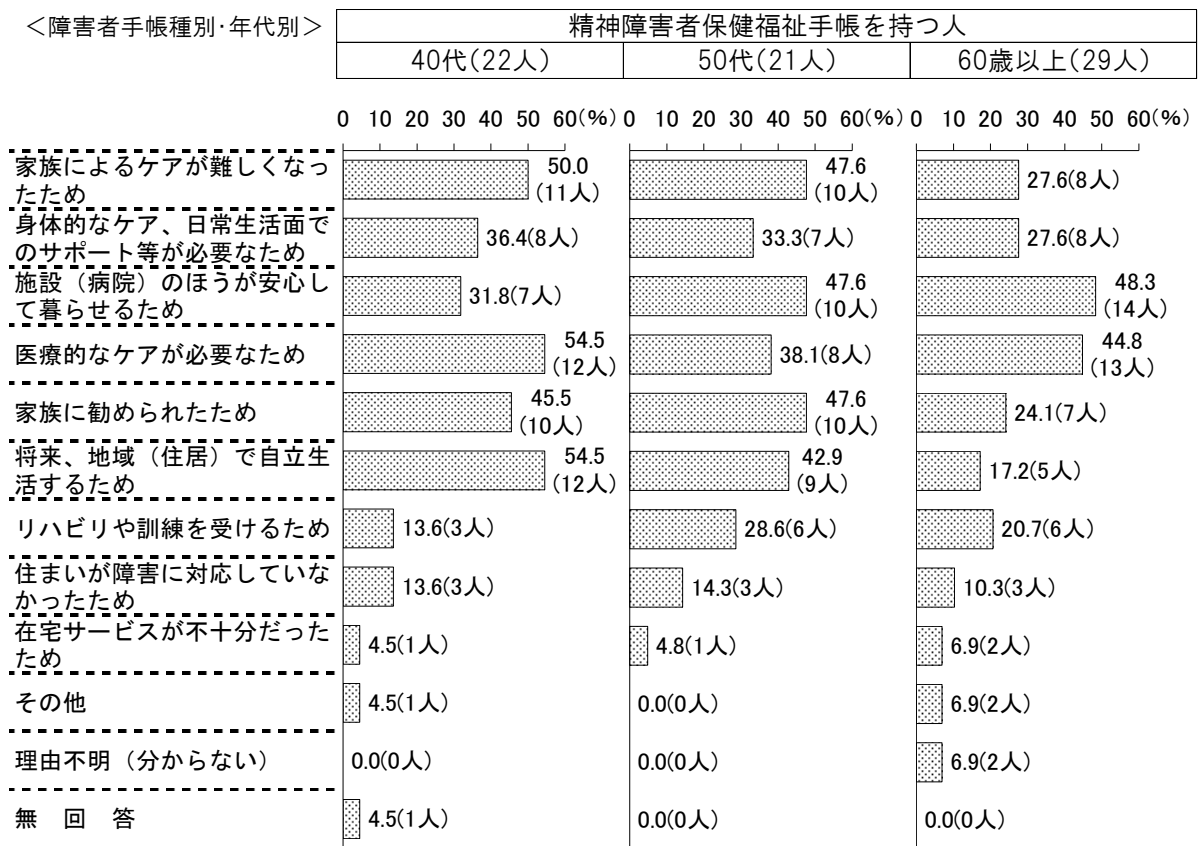 ＜障害者手帳種別･年代別＞
精神障害者保健福祉手帳を持つ人
40代(22人) 50代(21人) 60歳以上(29人)
0 10 20 30 40 50 60(%) 0 10 20 30 40 50 60(%) 0 10 20 30 40 50 60(%)
家族によるケアが難しくなっ
たため
50.0
(11人)
47.6
(10人)
27.6(8人)
身体的なケア、日常生活面で
のサポート等が必要なため
36.4(8人) 33.3(7人) 27.6(8人)
施設（病院）のほうが安心し
て暮らせるため
31.8(7人)
47.6
(10人)
48.3
(14人)
医療的なケアが必要なため
54.5
(12人)
38.1(8人)
44.8
(13人)
家族に勧められたため
45.5
(10人)
47.6
(10人)
24.1(7人)
将来、地域（住居）で自立生
活するため
54.5
(12人)
42.9
(9人)
17.2(5人)
リハビリや訓練を受けるため
13.6(3人) 28.6(6人) 20.7(6人)
住まいが障害に対応していな
かったため
13.6(3人) 14.3(3人) 10.3(3人)
在宅サービスが不十分だった
ため
4.5(1人) 4.8(1人) 6.9(2人)
その他
4.5(1人) 0.0(0人) 6.9(2人)
理由不明（分からない）
0.0(0人) 0.0(0人) 6.9(2人)
無　回　答
4.5(1人) 0.0(0人) 0.0(0人)